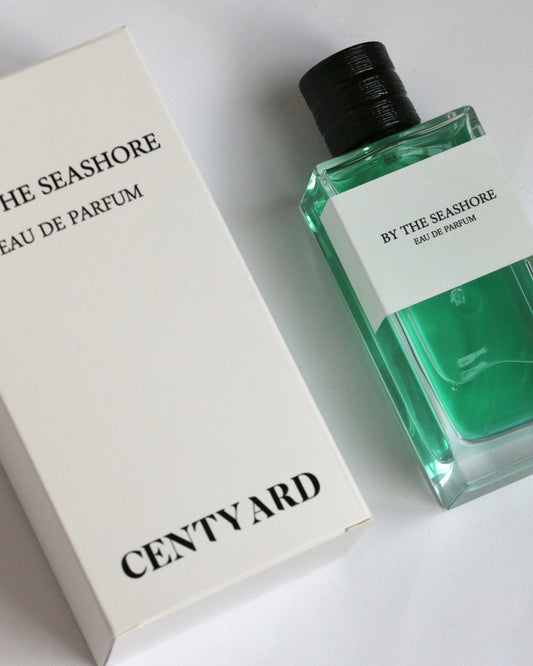 THE SEASHORE
EAU DE PARFUM
CENTYARD
BY THE SEASHORE
EAU DE PARFUM